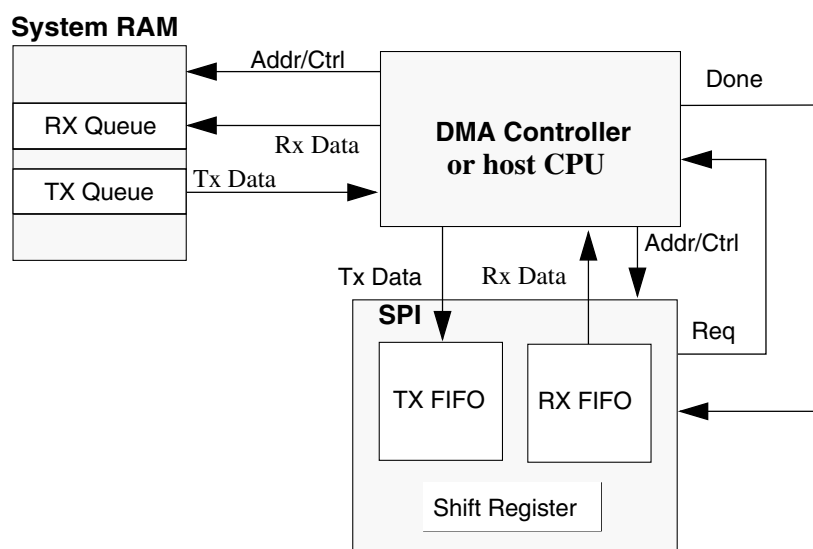 System RAM
Addr/Ctrl
Done
RX Queue
Rx Data
DMA Controller
or host CPU
TX Queue
Tx Data
Addr/Ctrl
Tx Data
Rx Data
SPI
Req
TX FIFO
RX FIFO
Shift Register